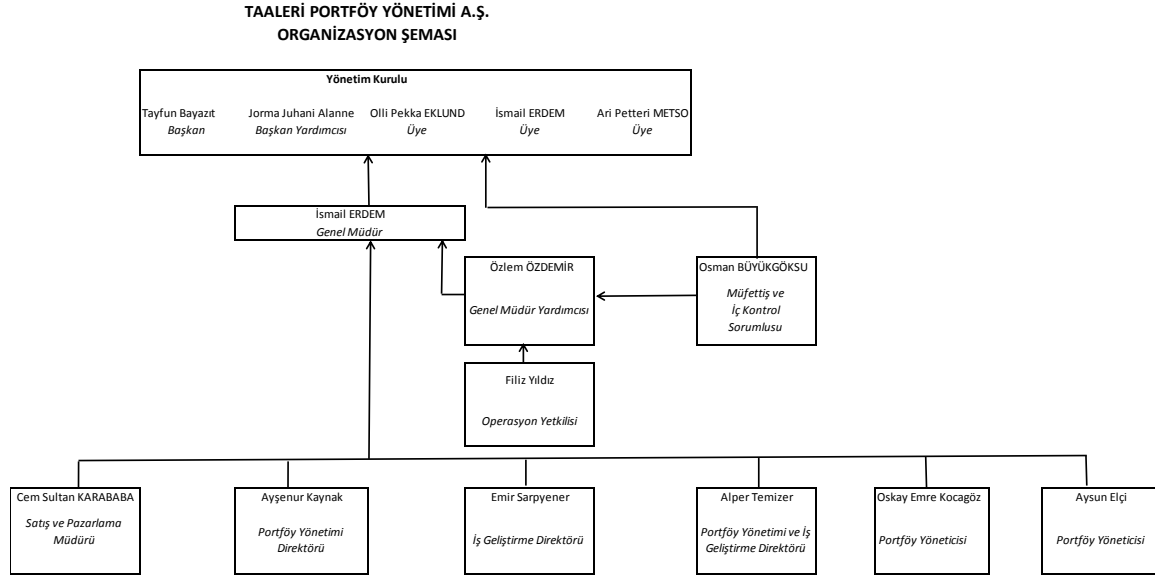 TAALERİ PORTFÖY YÖNETİMİ A.Ş.
ORGANİZASYON ŞEMASI
Yönetim Kurulu
Tayfun Bayazıt
Başkan
Jorma Juhani Alanne
Başkan Yardımcısı
Olli Pekka EKLUND
Üye
İsmail ERDEM
Üye
Ari Petteri METSO
Üye
İsmail ERDEM
Genel Müdür
Özlem ÖZDEMİR
Genel Müdür Yardımcısı
Osman BÜYÜKGÖKSU
Müfettiş ve
İç Kontrol
Sorumlusu
Filiz Yıldız
Operasyon Yetkilisi
Cem Sultan KARABABA
Satış ve Pazarlama
Müdürü
Ayşenur Kaynak
Portföy Yönetimi
Direktörü
Emir Sarpyener
İş Geliştirme Direktörü
Alper Temizer
Portföy Yönetimi ve İş
Geliştirme Direktörü
Oskay Emre Kocagöz
Portföy Yöneticisi
Aysun Elçi
Portföy Yöneticisi